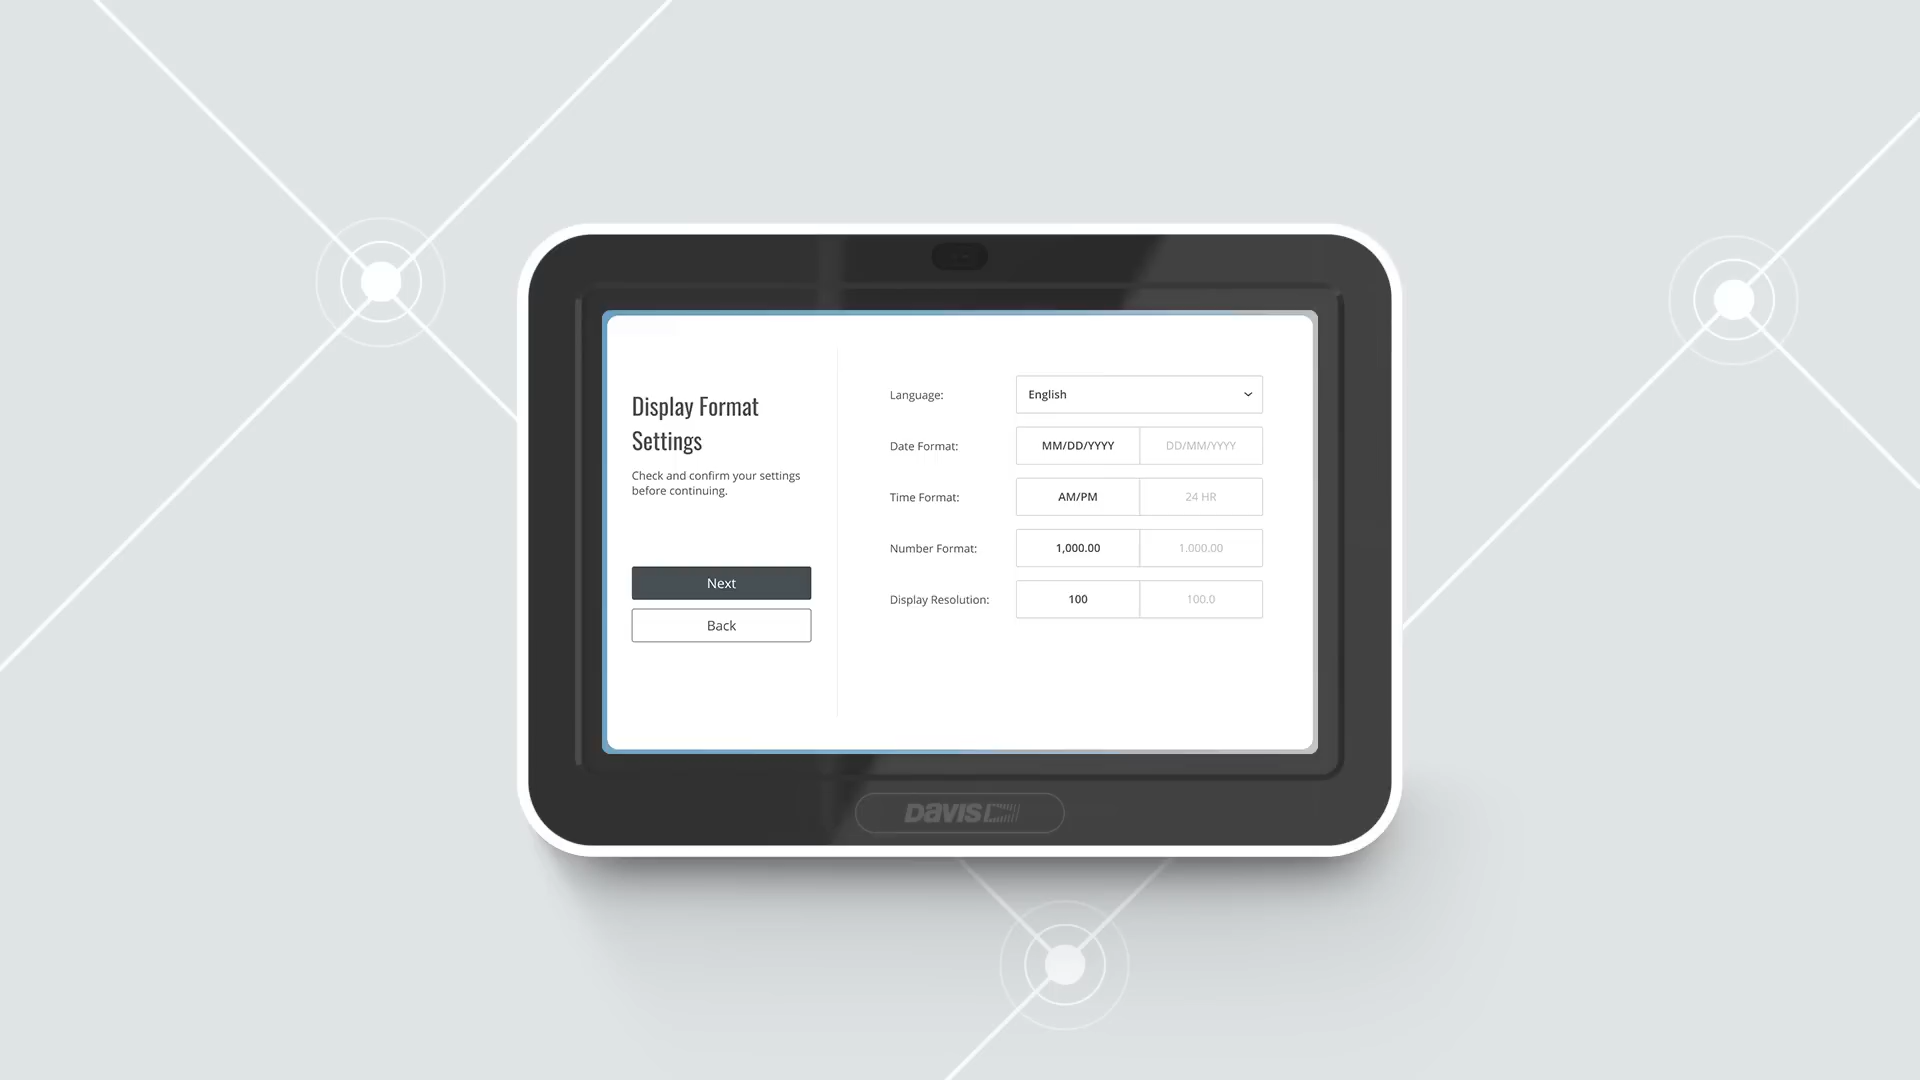 Display Format
Settings
Check and confirm your settings
before continuing.
Next
Back
Language: English
Date Format: MM/DD/YYYY DD/MM/YYYY
Time Format: AM/PM 24 HR
Number Format: 1,000.00 1.000.00
Display Resolution: 100 100.0
DAVIS